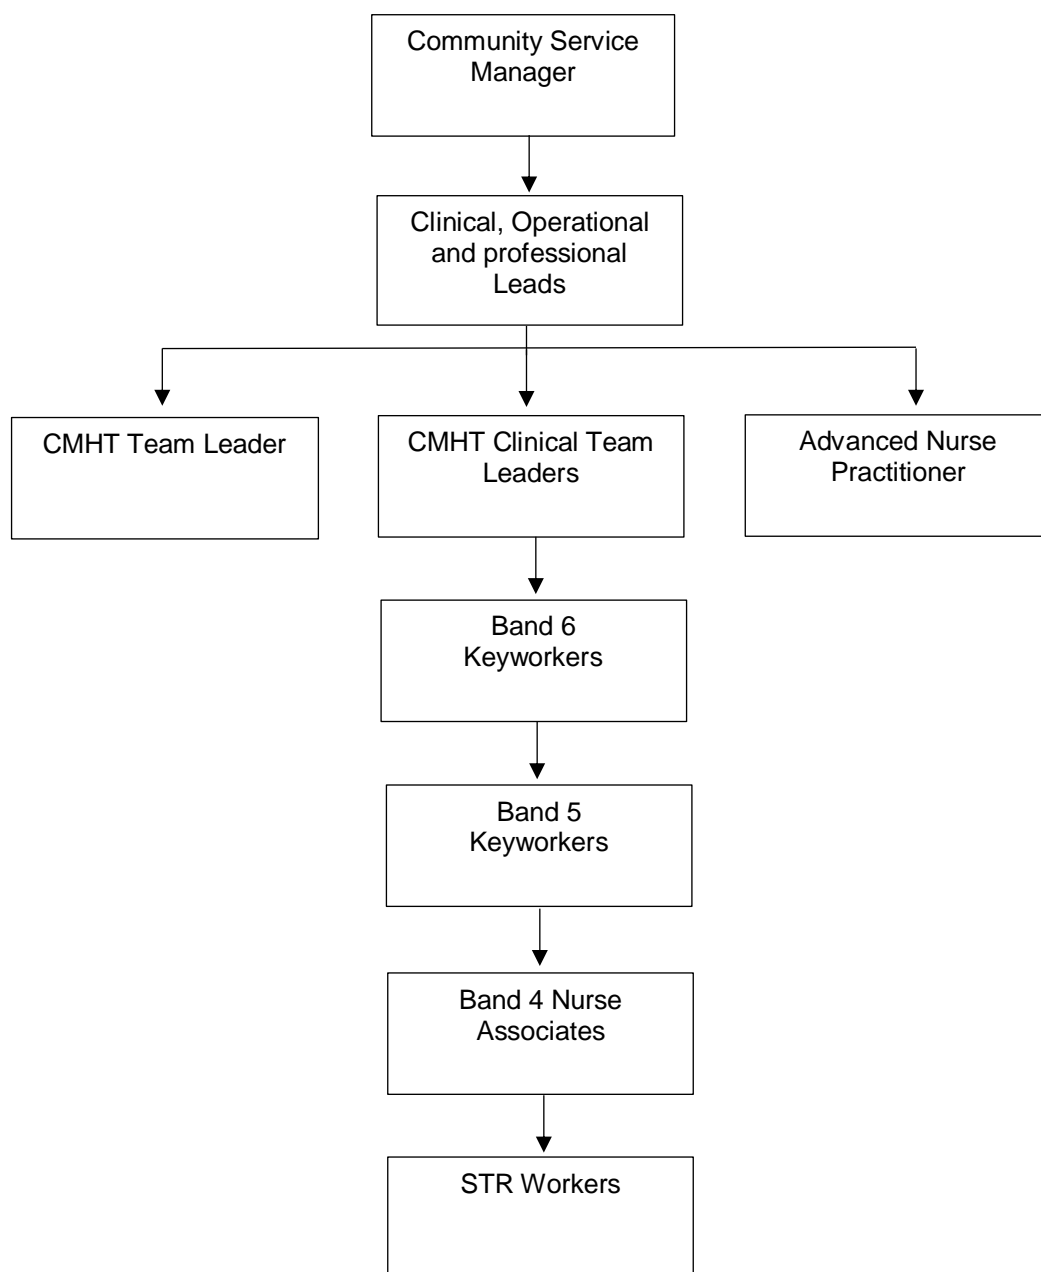 Community Service
Manager
Clinical, Operational
and professional
Leads
CMHT Team Leader
CMHT Clinical Team
Leaders
Advanced Nurse
Practitioner
Band 6
Keyworkers
Band 5
Keyworkers
Band 4 Nurse
Associates
STR Workers